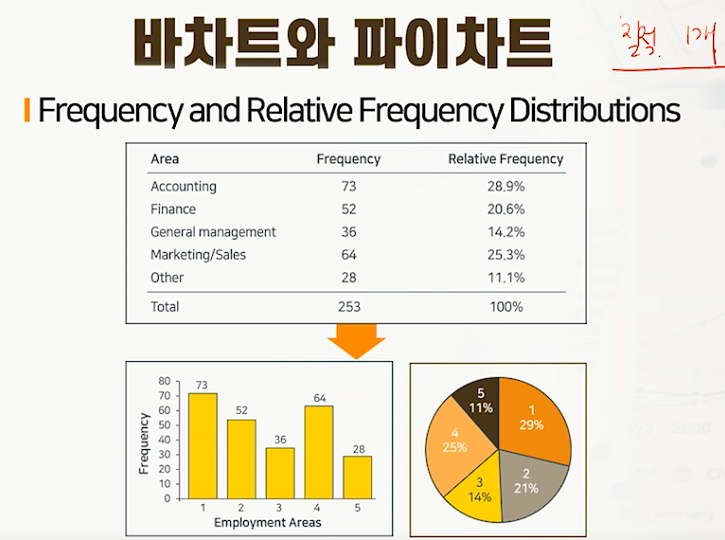 바차트와 파이차트
질적. 1개
Frequency and Relative Frequency Distributions
Area Frequency Relative Frequency
Accounting 73 28.9%
Finance 52 20.6%
General management 36 14.2%
Marketing/Sales 64 25.3%
Other 28 11.1%
Total 253 100%
Frequency
80
70
60
50
40
30
20
10
0
73
52
36
64
28
1 2 3 4 5
Employment Areas
1
29%
2
21%
3
14%
4
25%
5
11%